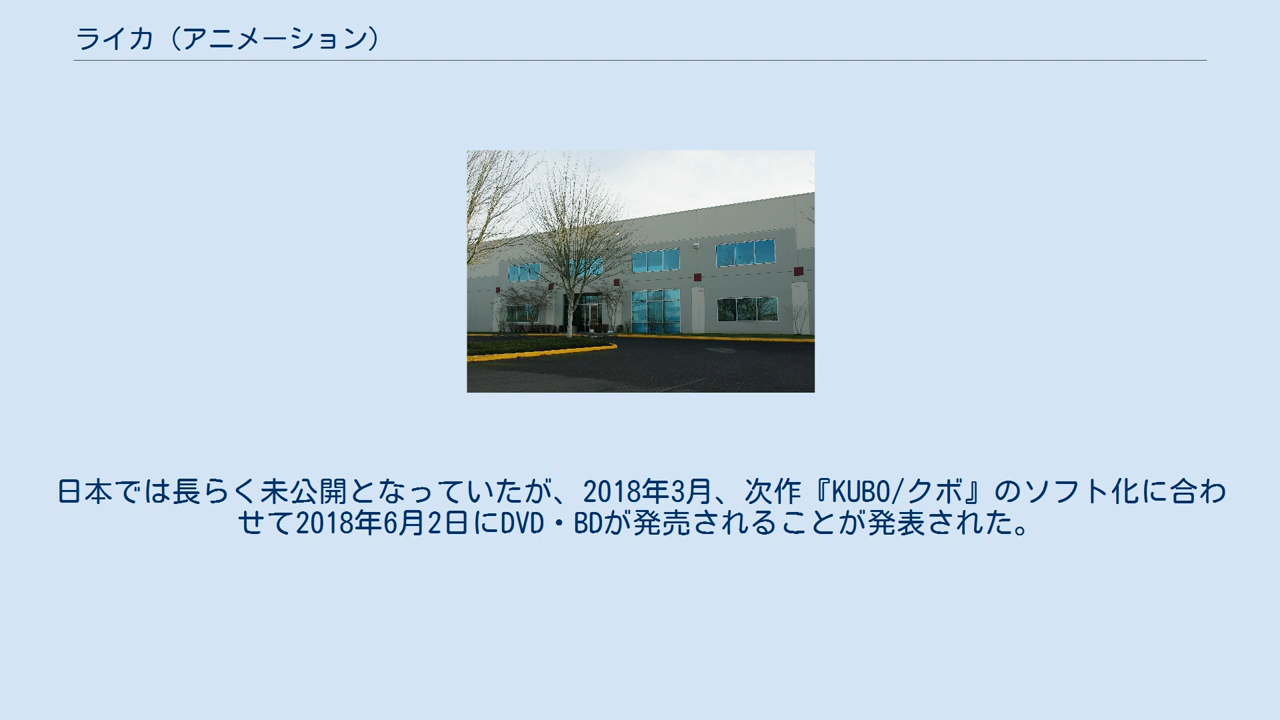 ライカ（アニメーション）
日本では長らく未公開となっていたが、2018年3月、次作『KUBO/クボ』のソフト化に合わ
せて2018年6月2日にDVD・BDが発売されることが発表された。